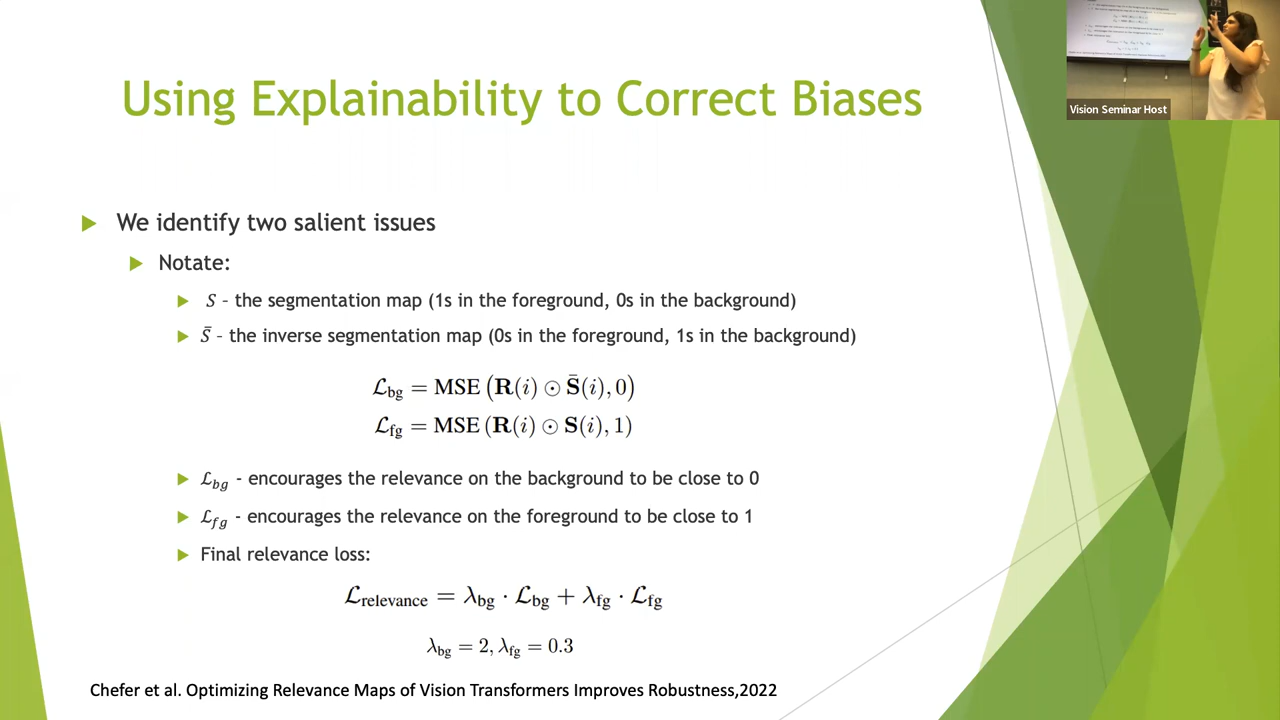 Using Explainability to Correct Biases
Vision Seminar Host
We identify two salient issues
Notate:
S – the segmentation map (1s in the foreground, 0s in the background)
S̄ – the inverse segmentation map (0s in the foreground, 1s in the background)
ℒbg = MSE (R(i) ⊙ S̄(i), 0)
ℒfg = MSE (R(i) ⊙ S(i), 1)
ℒbg - encourages the relevance on the background to be close to 0
ℒfg - encourages the relevance on the foreground to be close to 1
Final relevance loss:
ℒrelevance = λbg · ℒbg + λfg · ℒfg
λbg = 2, λfg = 0.3
Chefer et al. Optimizing Relevance Maps of Vision Transformers Improves Robustness,2022